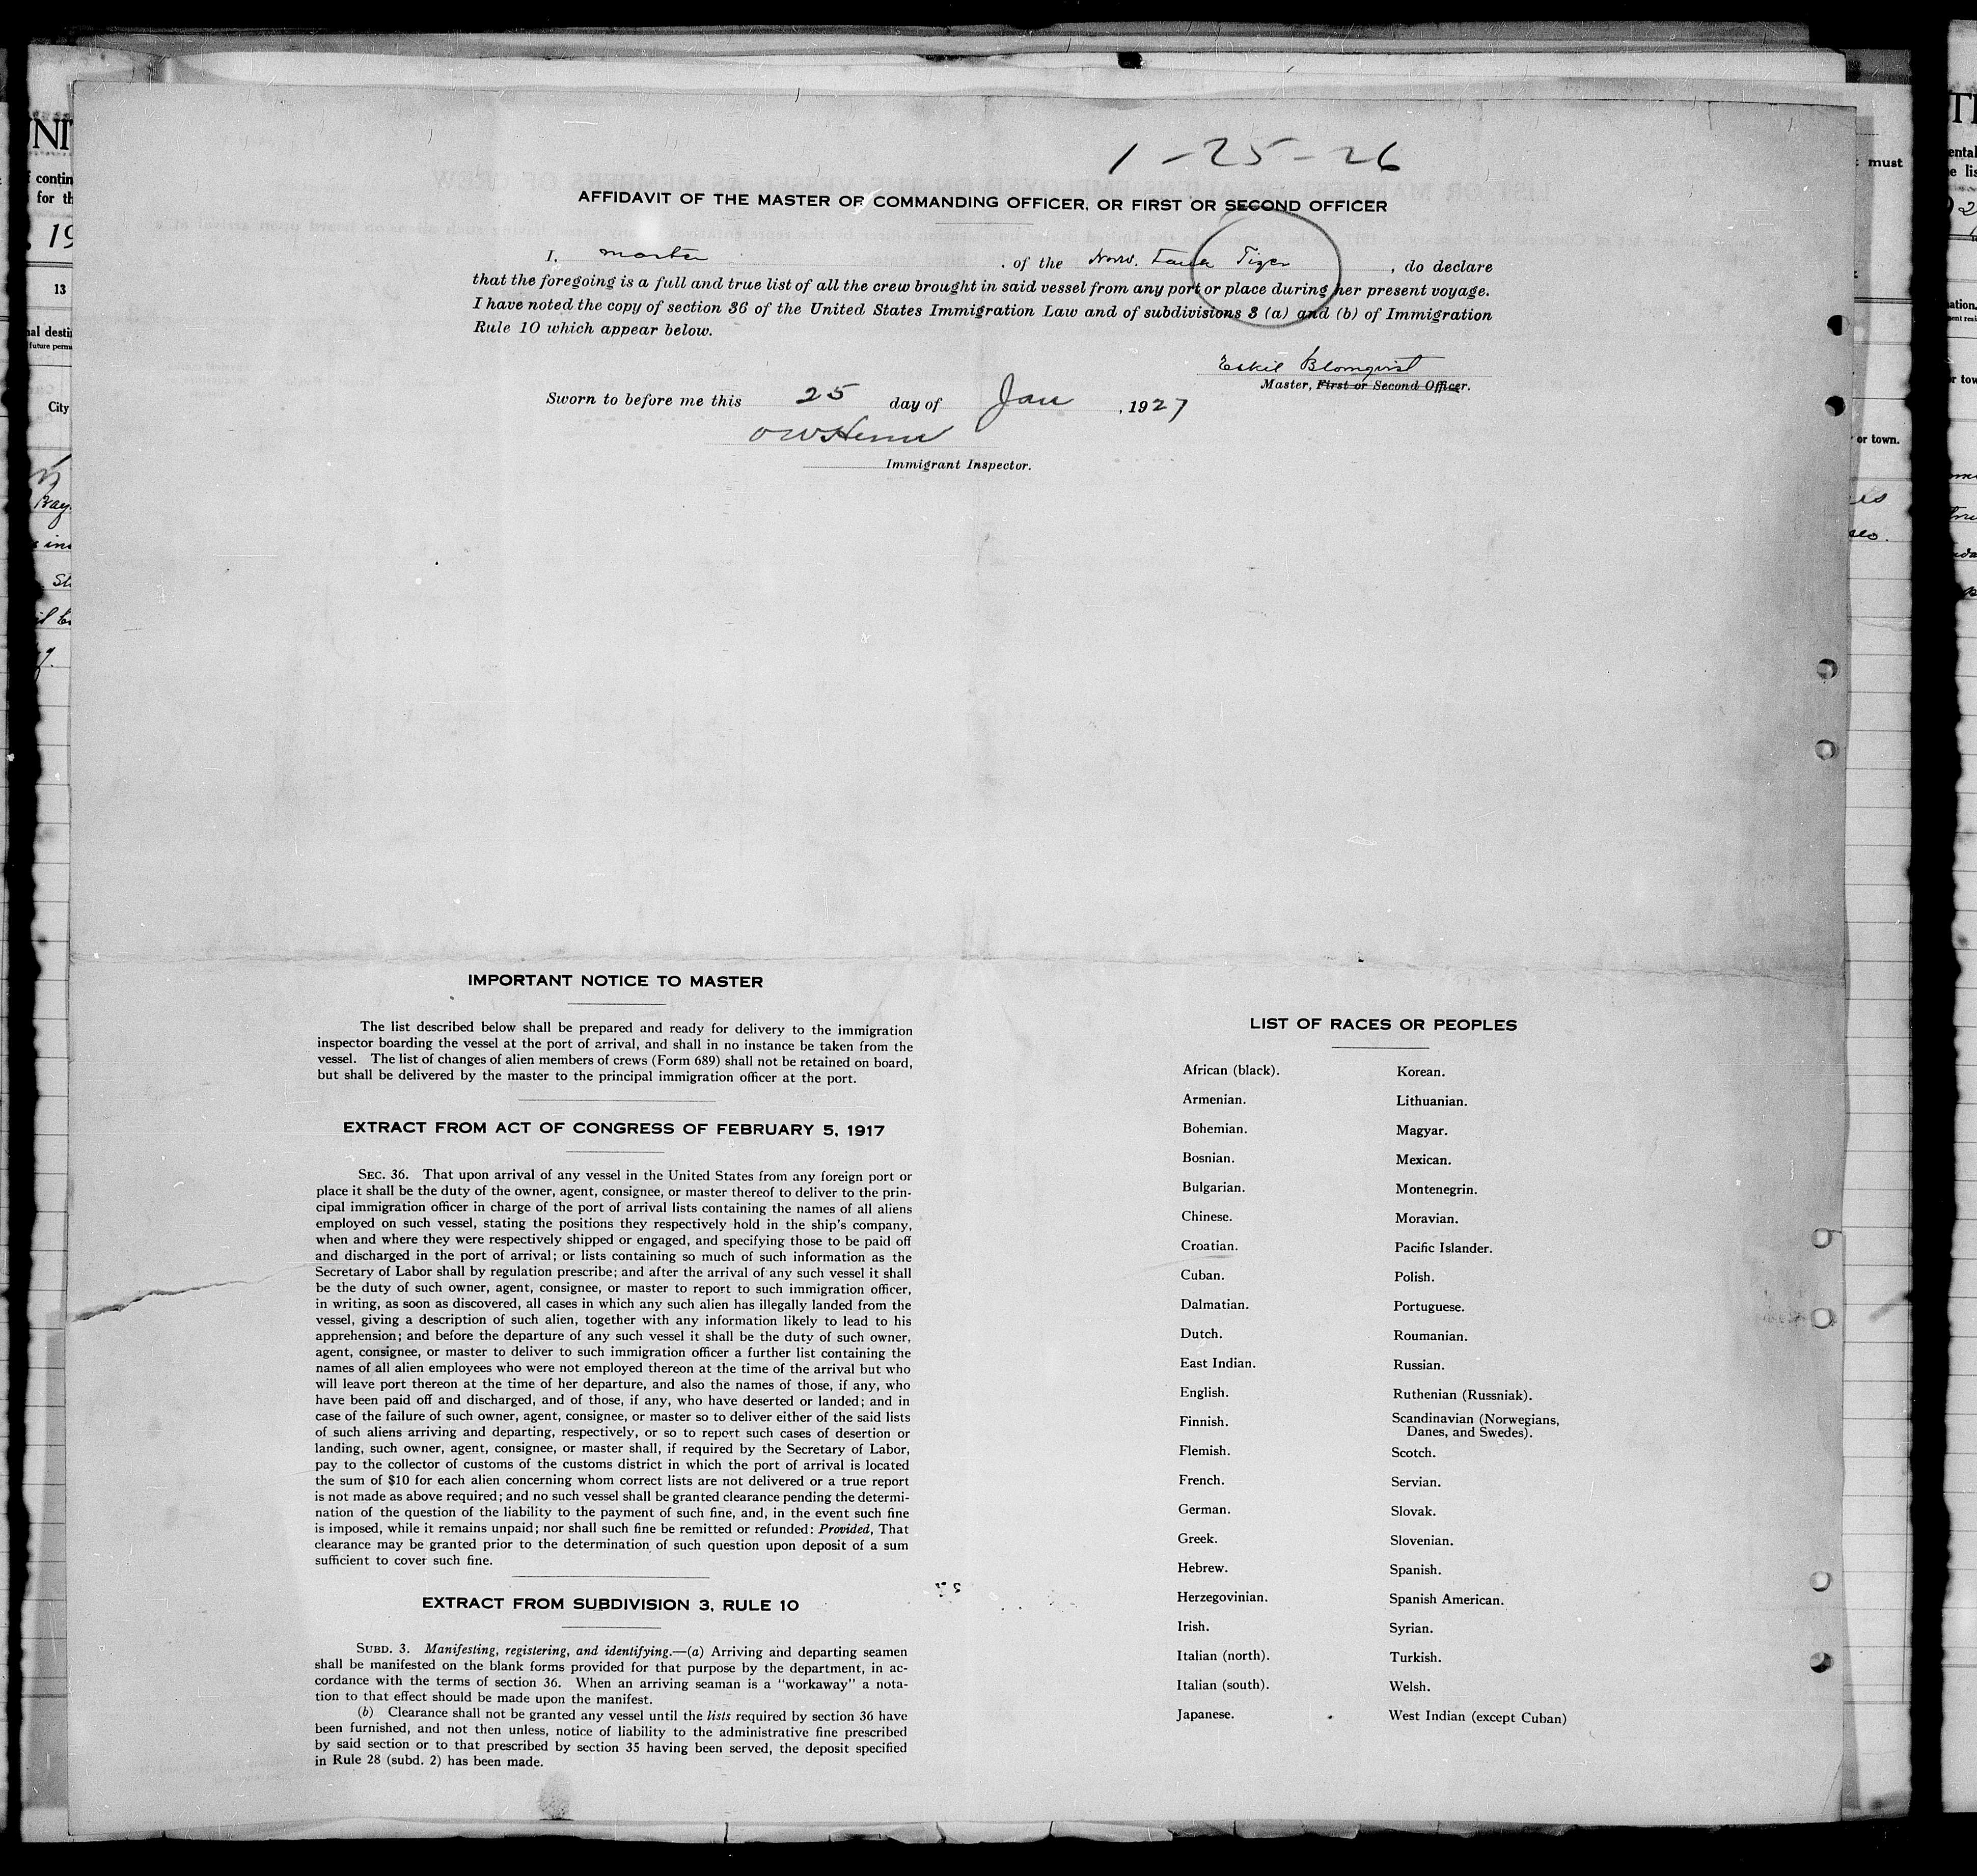 1-25-26
AFFIDAVIT OF THE MASTER OR COMMANDING OFFICER, OR FIRST OR SECOND OFFICER
I, master, of the Norw. Tiger, do declare
that the foregoing is a full and true list of all the crew brought in said vessel from any port or place during her present voyage.
I have noted the copy of section 36 of the United States Immigration Law and of subdivisions 3 (a) and (b) of Immigration
Rule 10 which appear below.
Eskil Blomqvist
Master, First or Second Officer.
Sworn to before me this 25 day of Jan, 1927
Immigrant Inspector.
IMPORTANT NOTICE TO MASTER
The list described below shall be prepared and ready for delivery to the immigration
inspector boarding the vessel at the port of arrival, and shall in no instance be taken from the
vessel. The list of changes of alien members of crews (Form 689) shall not be retained on board,
but shall be delivered by the master to the principal immigration officer at the port.
EXTRACT FROM ACT OF CONGRESS OF FEBRUARY 5, 1917
SEC. 36. That upon arrival of any vessel in the United States from any foreign port or
place it shall be the duty of the owner, agent, consignee, or master thereof to deliver to the prin-
cipal immigration officer in charge of the port of arrival lists containing the names of all aliens
employed on such vessel, stating the positions they respectively hold in the ship's company,
when and where they were respectively shipped or engaged, and specifying those to be paid off
and discharged in the port of arrival; or lists containing so much of such information as the
Secretary of Labor shall by regulation prescribe; and after the arrival of any such vessel it shall
be the duty of such owner, agent, consignee, or master to report to such immigration officer,
in writing, as soon as discovered, all cases in which any such alien has illegally landed from the
vessel, giving a description of such alien, together with any information likely to lead to his
apprehension; and before the departure of any such vessel it shall be the duty of such owner,
agent, consignee, or master to deliver to such immigration officer a further list containing the
names of all alien employees who were not employed thereon at the time of the arrival but who
will leave port thereon at the time of her departure, and also the names of those, if any, who
have been paid off and discharged, and of those, if any, who have deserted or landed; and in
case of the failure of such owner, agent, consignee, or master so to deliver either of the said lists
of such aliens arriving and departing, respectively, or so to report such cases of desertion or
landing, such owner, agent, consignee, or master shall, if required by the Secretary of Labor,
pay to the collector of customs of the customs district in which the port of arrival is located
the sum of $10 for each alien concerning whom correct lists are not delivered or a true report
is not made as above required; and no such vessel shall be granted clearance pending the determi-
nation of the question of the liability to the payment of such fine, and, in the event such fine
is imposed, while it remains unpaid; nor shall such fine be remitted or refunded: Provided, That
clearance may be granted prior to the determination of such question upon deposit of a sum
sufficient to cover such fine.
EXTRACT FROM SUBDIVISION 3, RULE 10
SUBD. 3. Manifesting, registering, and identifying.—(a) Arriving and departing seamen
shall be manifested on the blank forms provided for that purpose by the department, in ac-
cordance with the terms of section 36. When an arriving seaman is a "workaway" a nota-
tion to that effect should be made upon the manifest.
(b) Clearance shall not be granted any vessel until the lists required by section 36 have
been furnished, and not then unless, notice of liability to the administrative fine prescribed
by said section or to that prescribed by section 35 having been served, the deposit specified
in Rule 28 (subd. 2) has been made.
LIST OF RACES OR PEOPLES
African (black).
Armenian.
Bohemian.
Bosnian.
Bulgarian.
Chinese.
Croatian.
Cuban.
Dalmatian.
Dutch.
East Indian.
English.
Finnish.
Flemish.
French.
German.
Greek.
Hebrew.
Herzegovinian.
Irish.
Italian (north).
Italian (south).
Japanese.
Korean.
Lithuanian.
Magyar.
Mexican.
Montenegrin.
Moravian.
Pacific Islander.
Polish.
Portuguese.
Roumanian.
Russian.
Ruthenian (Russniak).
Scandinavian (Norwegians,
Danes, and Swedes).
Scotch.
Servian.
Slovak.
Slovenian.
Spanish.
Spanish American.
Syrian.
Turkish.
Welsh.
West Indian (except Cuban)